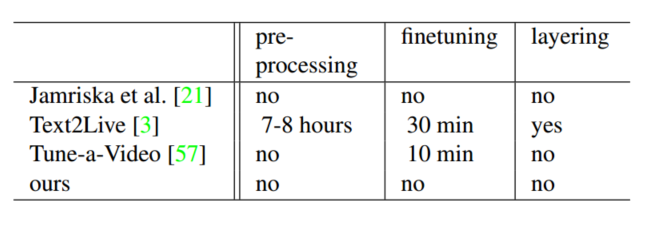 pre- finetuning layering
processing
Jamriska et al. [21] no no no
Text2Live [3] 7-8 hours 30 min yes
Tune-a-Video [57] no 10 min no
ours no no no